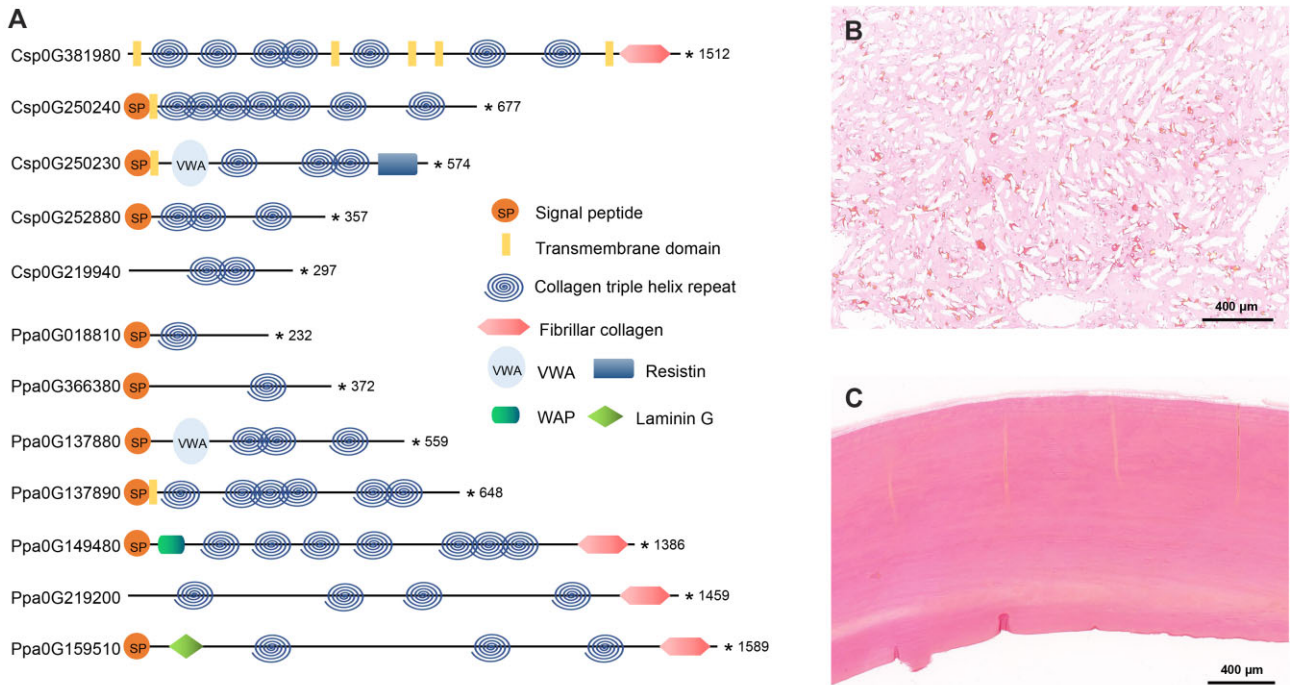 A
Csp0G381980 * 1512
Csp0G250240 SP * 677
Csp0G250230 SP VWA * 574
Csp0G252880 SP * 357
Csp0G219940 * 297
Ppa0G018810 SP * 232
Ppa0G366380 SP * 372
Ppa0G137880 SP VWA * 559
Ppa0G137890 SP * 648
Ppa0G149480 SP * 1386
Ppa0G219200 * 1459
Ppa0G159510 SP * 1589
SP Signal peptide
Transmembrane domain
Collagen triple helix repeat
Fibrillar collagen
VWA VWA Resistin
WAP Laminin G
B
400 µm
C
400 µm